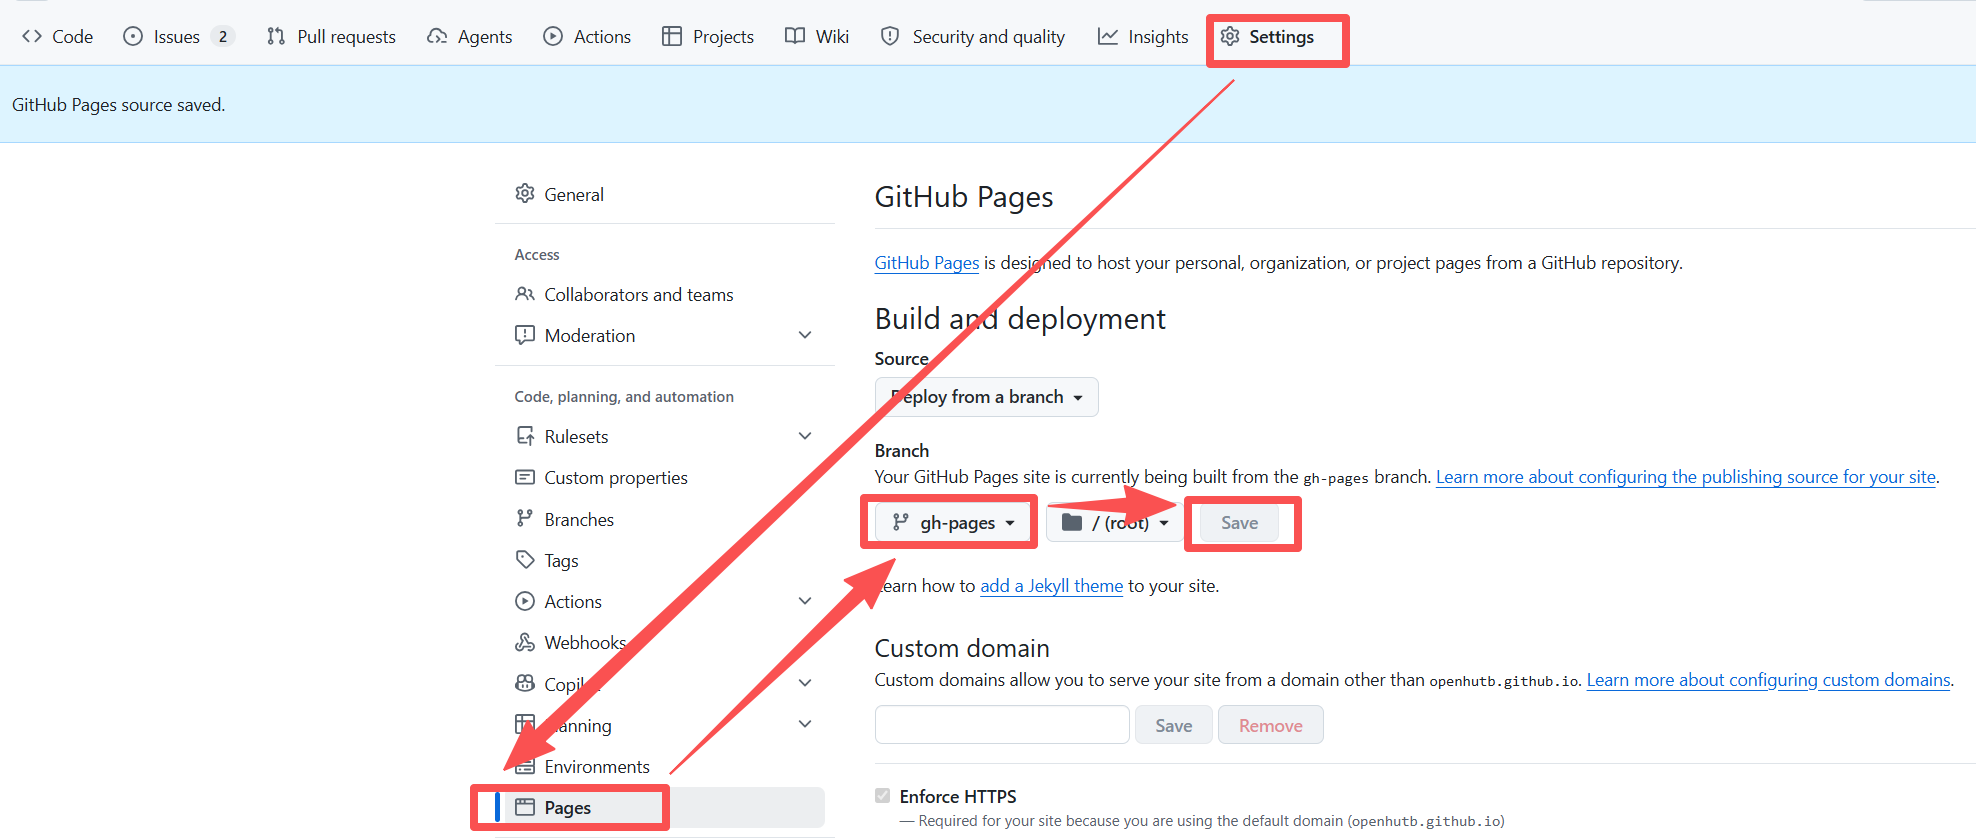 Code Issues 2 Pull requests Agents Actions Projects Wiki Security and quality Insights Settings
GitHub Pages source saved.
General
Access
Collaborators and teams
Moderation
Code, planning, and automation
Rulesets
Custom properties
Branches
Tags
Actions
Webhooks
Environments
Pages
GitHub Pages
GitHub Pages is designed to host your personal, organization, or project pages from a GitHub repository.
Build and deployment
Source
Deploy from a branch
Branch
Your GitHub Pages site is currently being built from the gh-pages branch. Learn more about configuring the publishing source for your site.
gh-pages / (root) Save
Learn how to add a Jekyll theme to your site.
Custom domain
Custom domains allow you to serve your site from a domain other than openhutb.github.io. Learn more about configuring custom domains.
Save Remove
Enforce HTTPS
— Required for your site because you are using the default domain (openhutb.github.io)